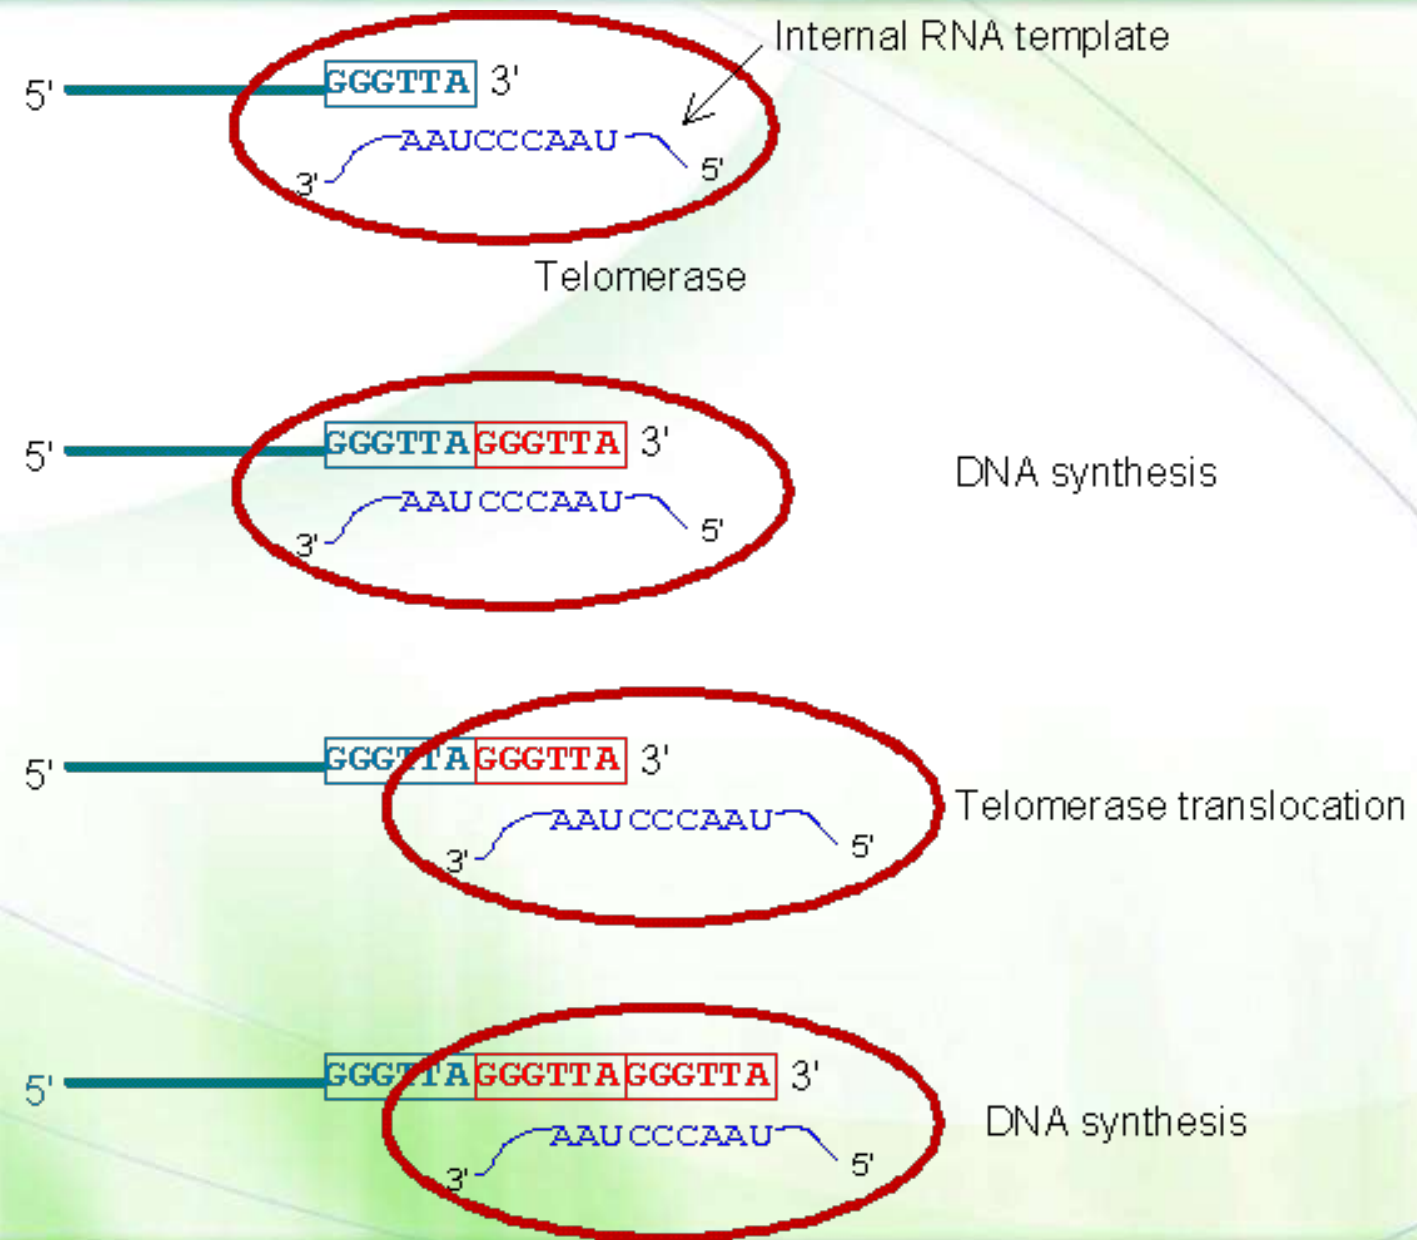 Internal RNA template
5' GGGTTA 3'
AAUCCCAAU
3' 5'
Telomerase
5' GGGTTAGGGTTA 3'
DNA synthesis
AAUCCCAAU
3' 5'
5' GGGTTAGGGTTA 3'
Telomerase translocation
AAUCCCAAU
3' 5'
5' GGGTTAGGGTTAGGGTTA 3'
DNA synthesis
AAUCCCAAU
3' 5'